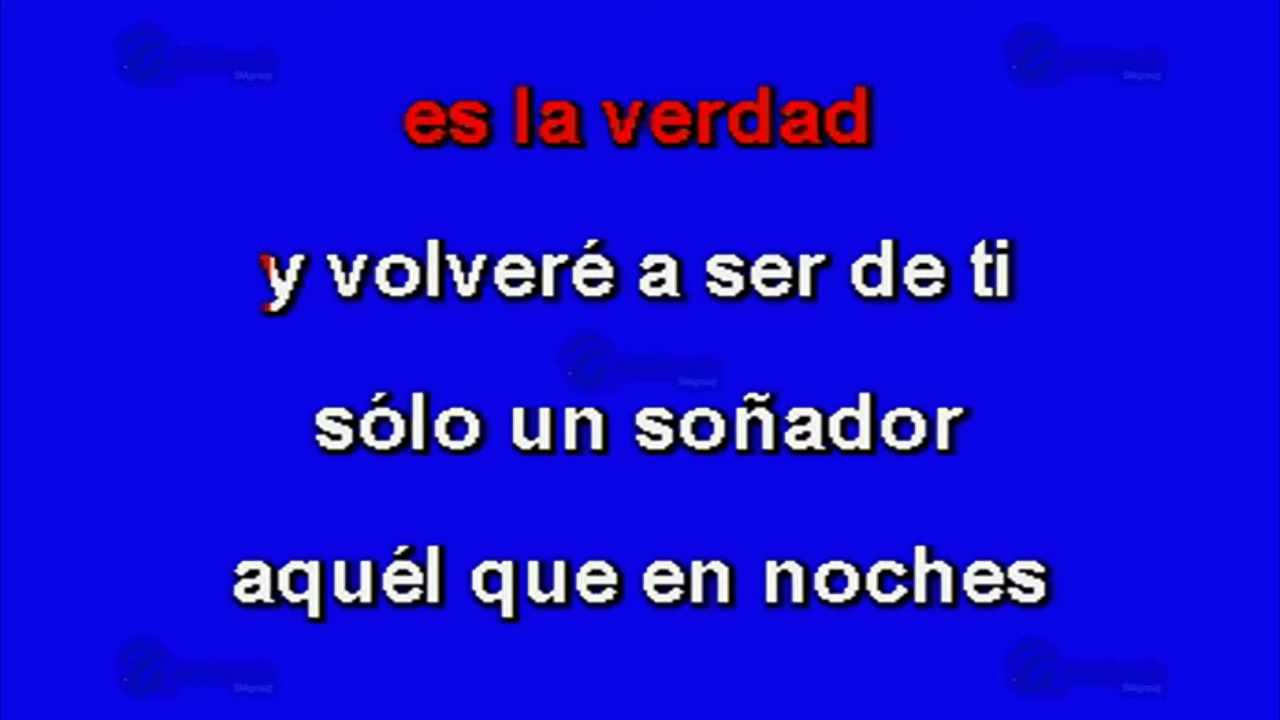 es la verdad
y volveré a ser de ti
sólo un soñador
aquél que en noches